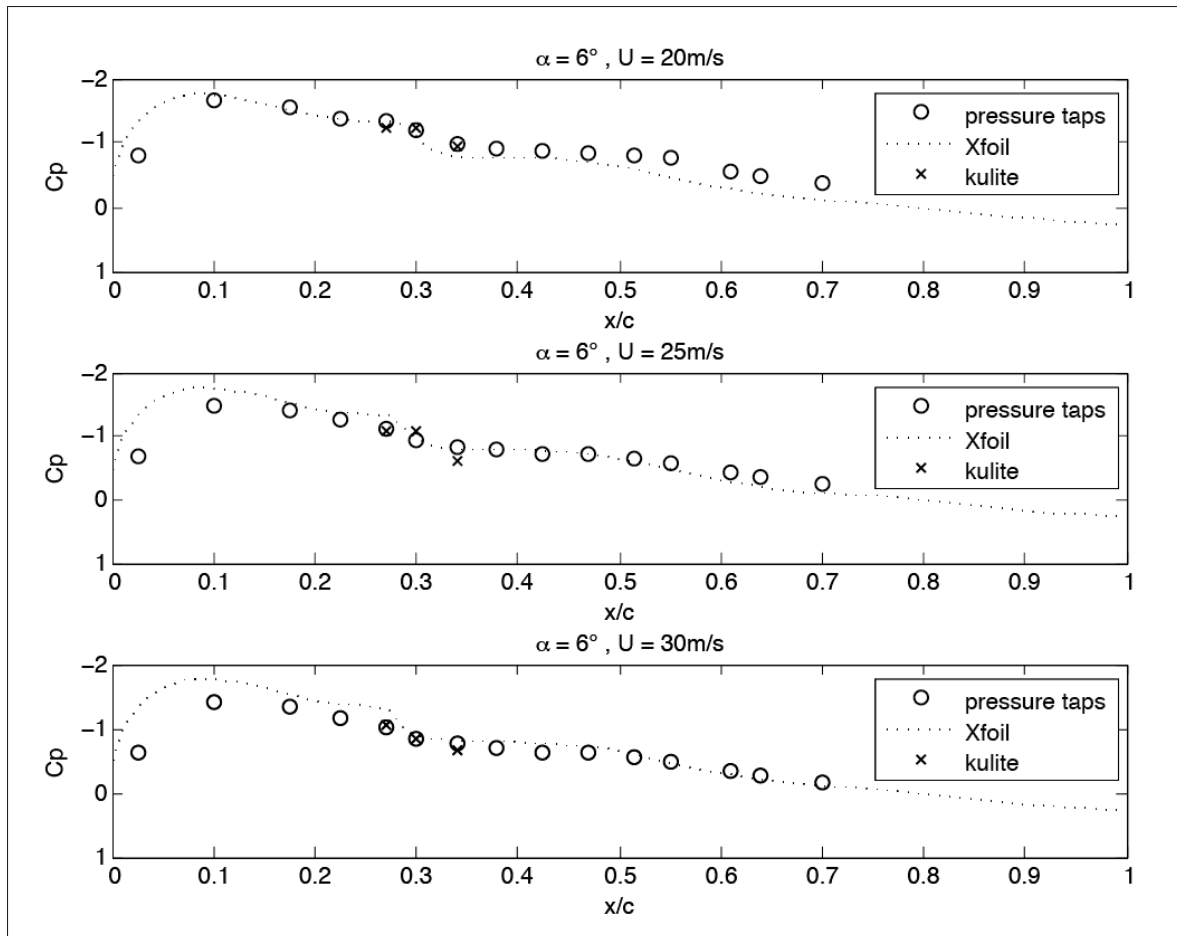 α = 6° , U = 20m/s
−2
−1
0
1
Cp
pressure taps
Xfoil
kulite
0 0.1 0.2 0.3 0.4 0.5 0.6 0.7 0.8 0.9 1
x/c
α = 6° , U = 25m/s
−2
−1
0
1
Cp
pressure taps
Xfoil
kulite
0 0.1 0.2 0.3 0.4 0.5 0.6 0.7 0.8 0.9 1
x/c
α = 6° , U = 30m/s
−2
−1
0
1
Cp
pressure taps
Xfoil
kulite
0 0.1 0.2 0.3 0.4 0.5 0.6 0.7 0.8 0.9 1
x/c